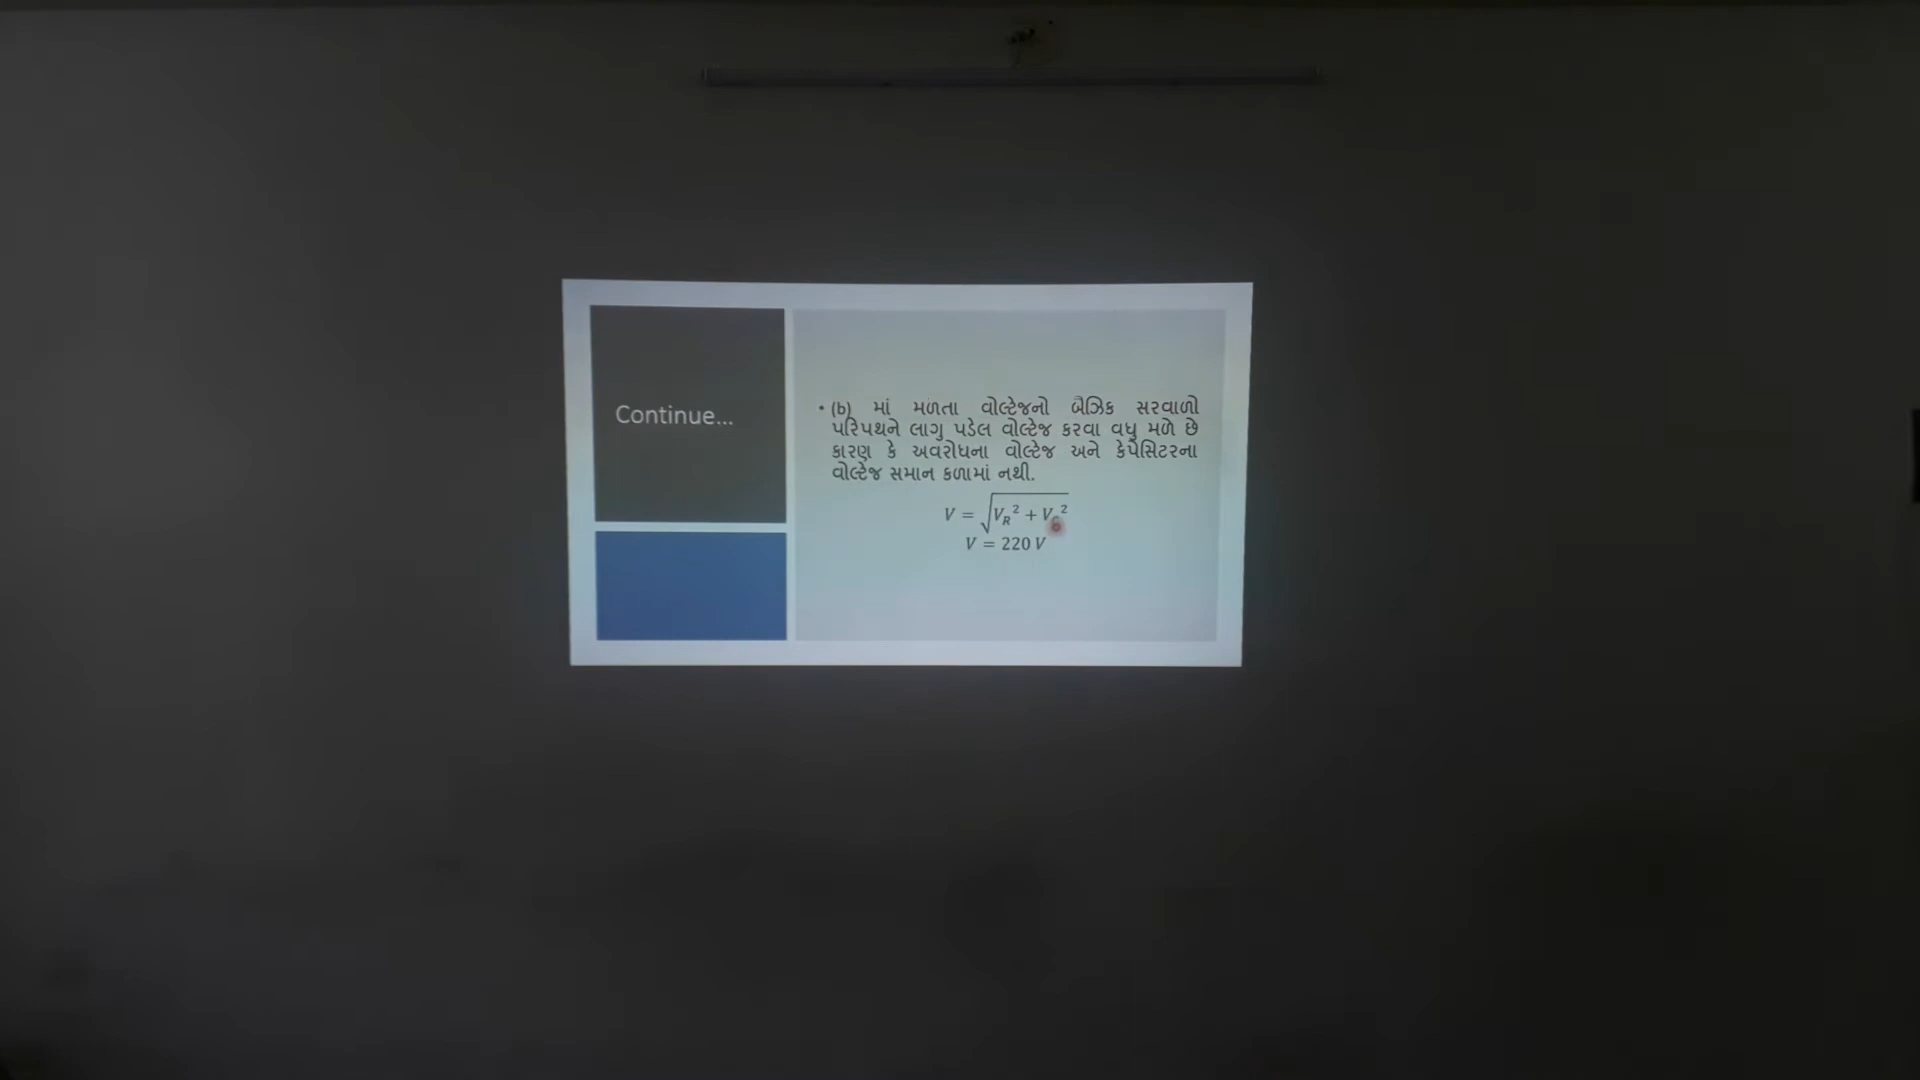 Continue...
• (b) માં મળતા વોલ્ટેજનો બૈઝિક સરવાળો
પરિપથને લાગુ પડેલ વોલ્ટેજ કરવા વધુ મળે છે
કારણ કે અવરોધના વોલ્ટેજ અને કેપેસિટરના
વોલ્ટેજ સમાન કળામાં નથી.
V = √(V_R² + V_C²)
V = 220 V